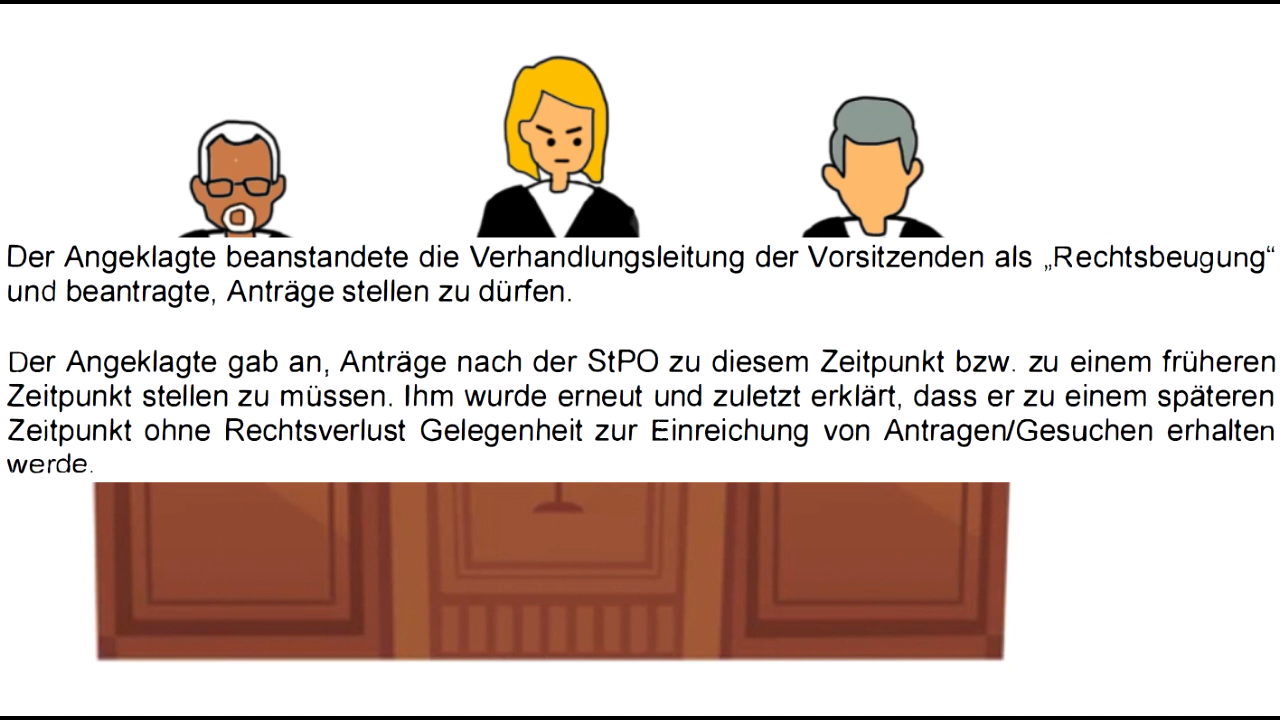 Der Angeklagte beanstandete die Verhandlungsleitung der Vorsitzenden als „Rechtsbeugung“
und beantragte, Anträge stellen zu dürfen.
Der Angeklagte gab an, Anträge nach der StPO zu diesem Zeitpunkt bzw. zu einem früheren
Zeitpunkt stellen zu müssen. Ihm wurde erneut und zuletzt erklärt, dass er zu einem späteren
Zeitpunkt ohne Rechtsverlust Gelegenheit zur Einreichung von Antragen/Gesuchen erhalten
werde.